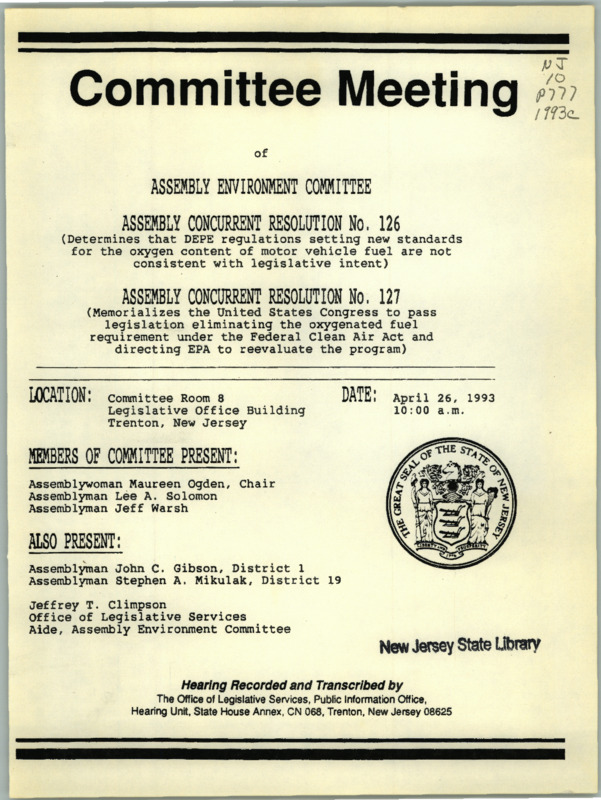 Committee Meeting
NJ
10
P777
1993c
of
ASSEMBLY ENVIRONMENT COMMITTEE
ASSEMBLY CONCURRENT RESOLUTION No. 126
(Determines that DEPE regulations setting new standards
for the oxygen content of motor vehicle fuel are not
consistent with legislative intent)
ASSEMBLY CONCURRENT RESOLUTION No. 127
(Memorializes the United States Congress to pass
legislation eliminating the oxygenated fuel
requirement under the Federal Clean Air Act and
directing EPA to reevaluate the program)
LOCATION: Committee Room 8
Legislative Office Building
Trenton, New Jersey
DATE: April 26, 1993
10:00 a.m.
MEMBERS OF COMMITTEE PRESENT:
Assemblywoman Maureen Ogden, Chair
Assemblyman Lee A. Solomon
Assemblyman Jeff Warsh
THE GREAT SEAL OF THE STATE OF NEW JERSEY
ALSO PRESENT:
Assemblyman John C. Gibson, District 1
Assemblyman Stephen A. Mikulak, District 19
Jeffrey T. Climpson
Office of Legislative Services
Aide, Assembly Environment Committee
New Jersey State Library
Hearing Recorded and Transcribed by
The Office of Legislative Services, Public Information Office,
Hearing Unit, State House Annex, CN 068, Trenton, New Jersey 08625